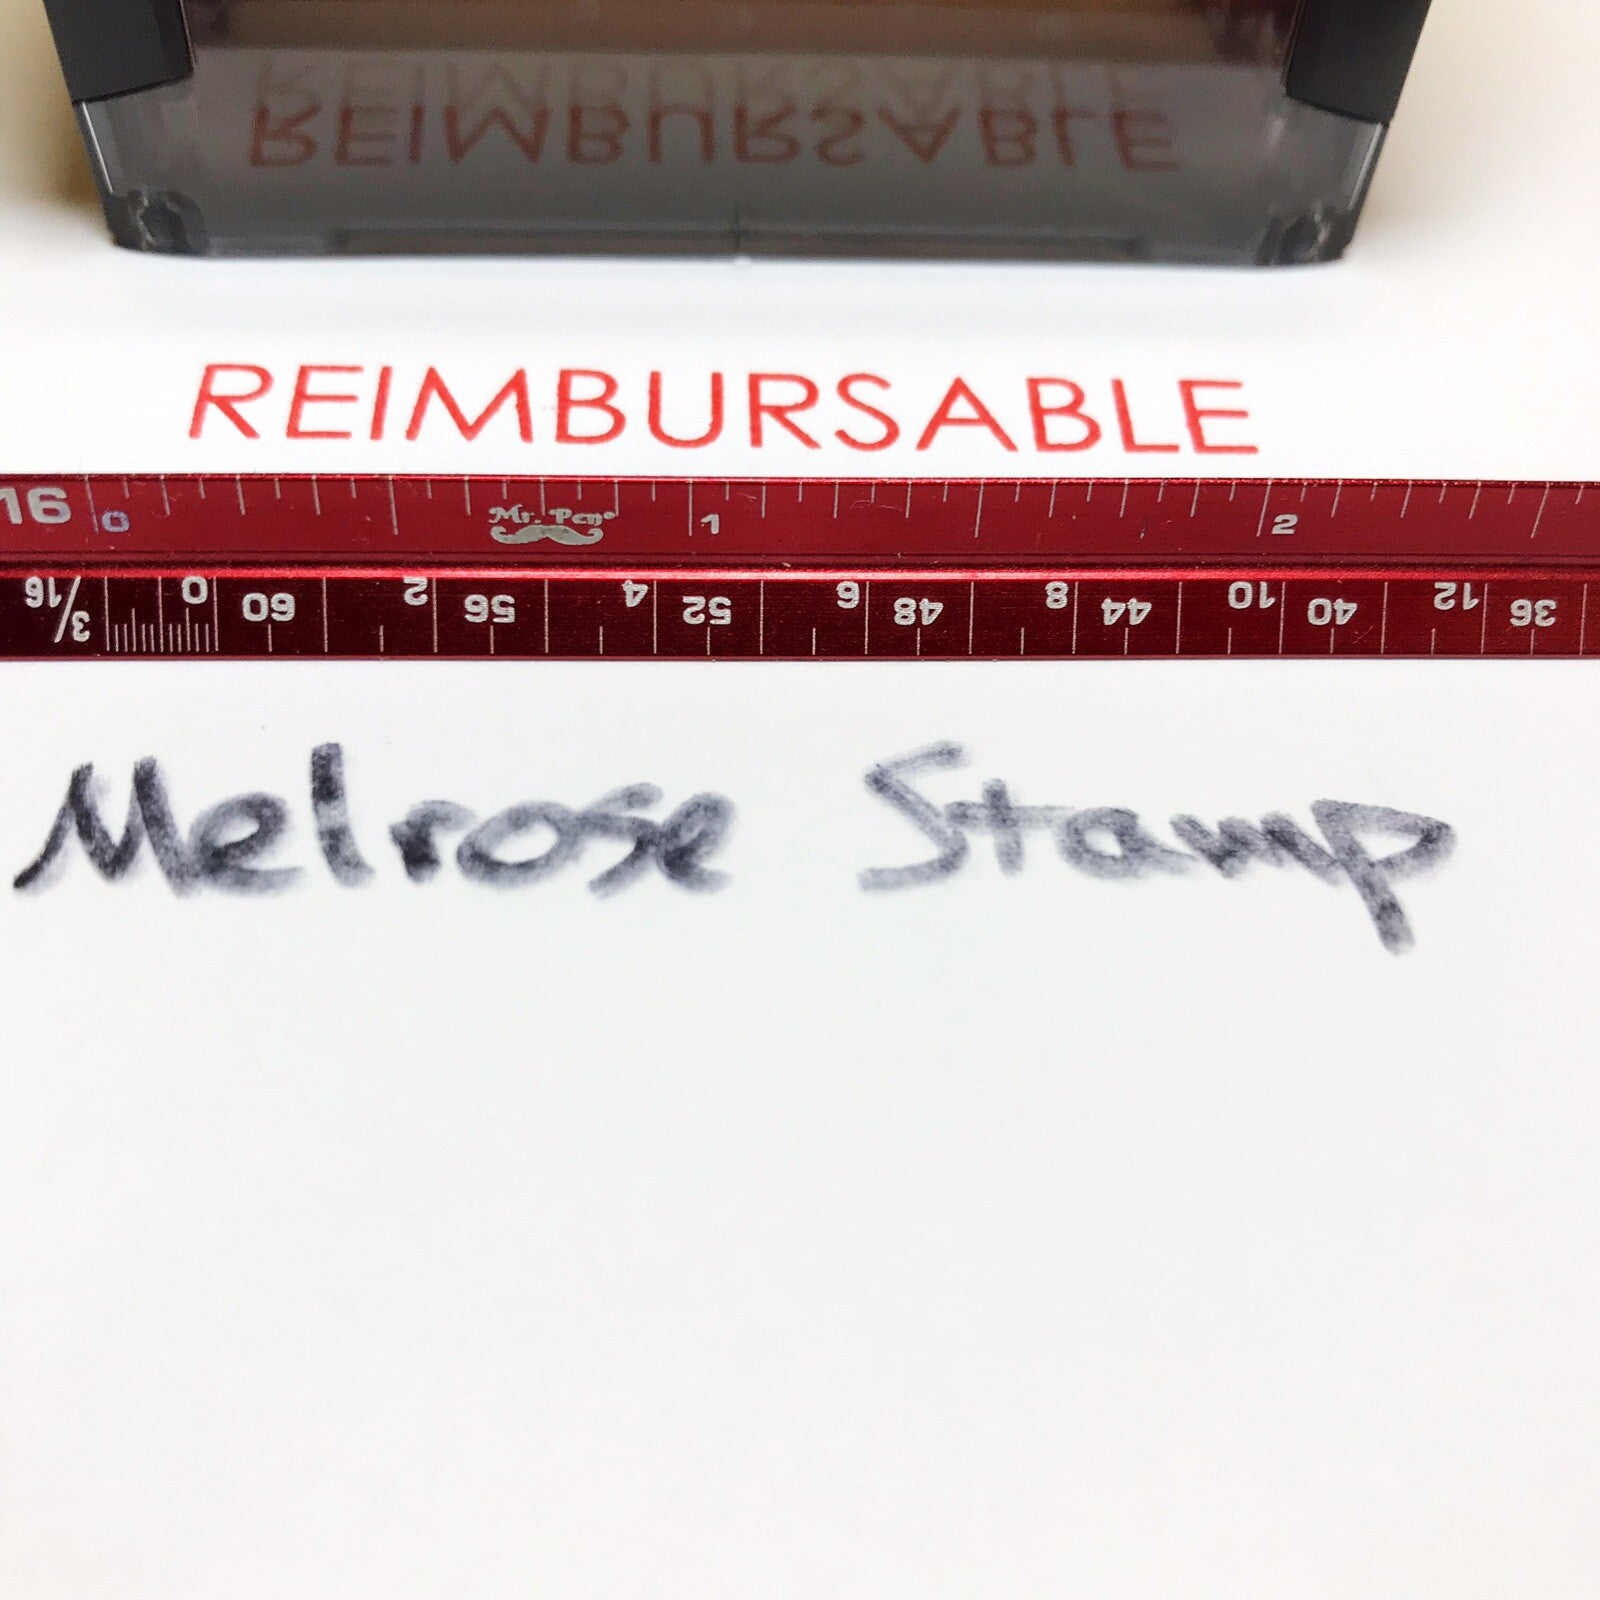 REIMBURSABLE
REIMBURSABLE
16 0 Mr. Pen® 1 2
3/16 0 60 2 56 4 52 6 48 8 44 10 40 12 36
Melrose Stamp